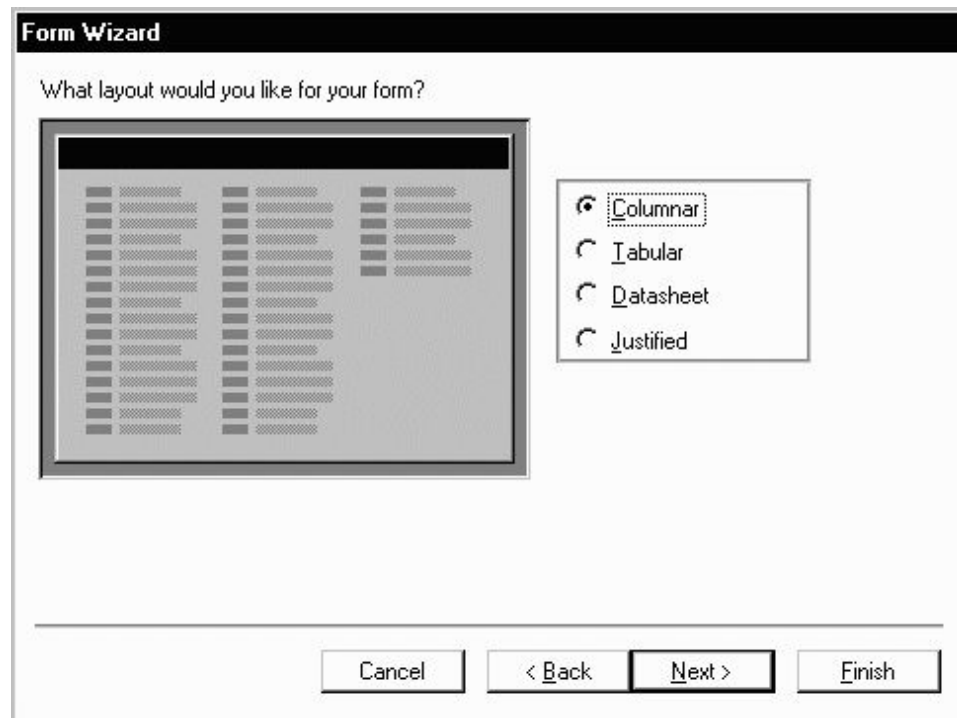 Form Wizard
What layout would you like for your form?
Columnar
Tabular
Datasheet
Justified
Cancel
< Back
Next >
Finish